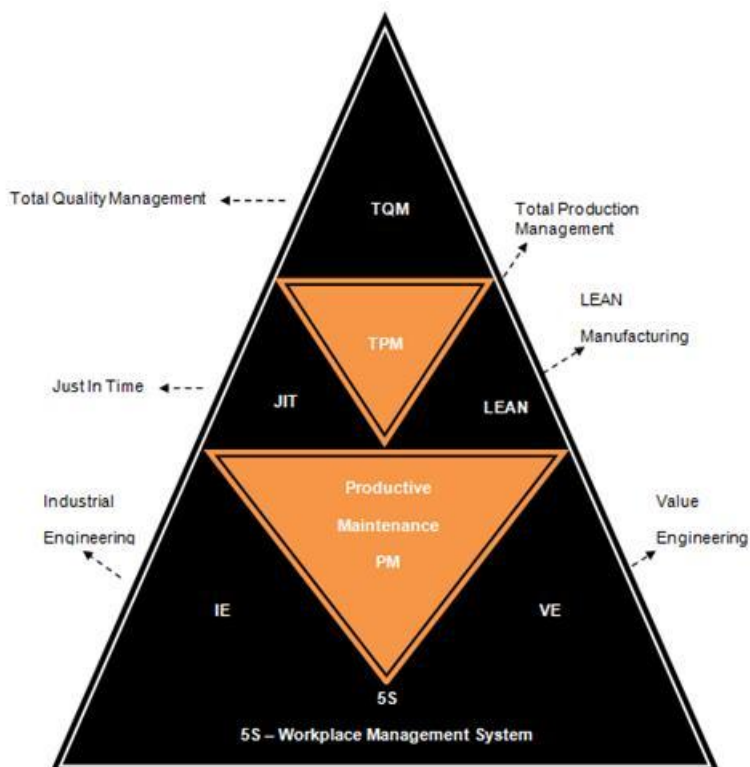 Total Quality Management
TQM
Total Production
Management
LEAN
Manufacturing
TPM
Just In Time
JIT
LEAN
Productive
Maintenance
PM
Industrial
Engineering
Value
Engineering
IE
VE
5S
5S – Workplace Management System